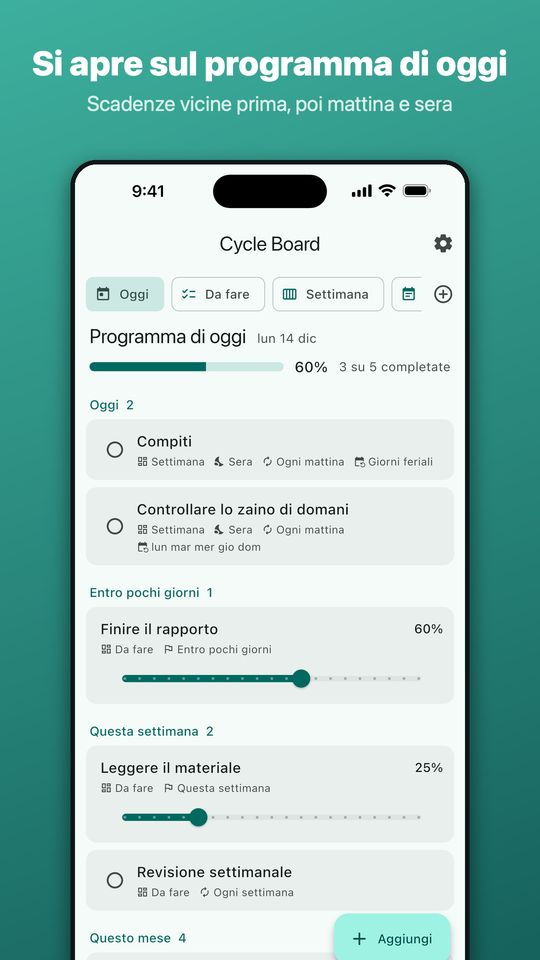 Si apre sul programma di oggi
Scadenze vicine prima, poi mattina e sera
9:41
Cycle Board
Oggi Da fare Settimana
Programma di oggi lun 14 dic
60% 3 su 5 completate
Oggi 2
Compiti
Settimana Sera Ogni mattina Giorni feriali
Controllare lo zaino di domani
Settimana Sera Ogni mattina
lun mar mer gio dom
Entro pochi giorni 1
Finire il rapporto 60%
Da fare Entro pochi giorni
Questa settimana 2
Leggere il materiale 25%
Da fare Questa settimana
Revisione settimanale
Da fare Ogni settimana
Questo mese 4
Aggiungi